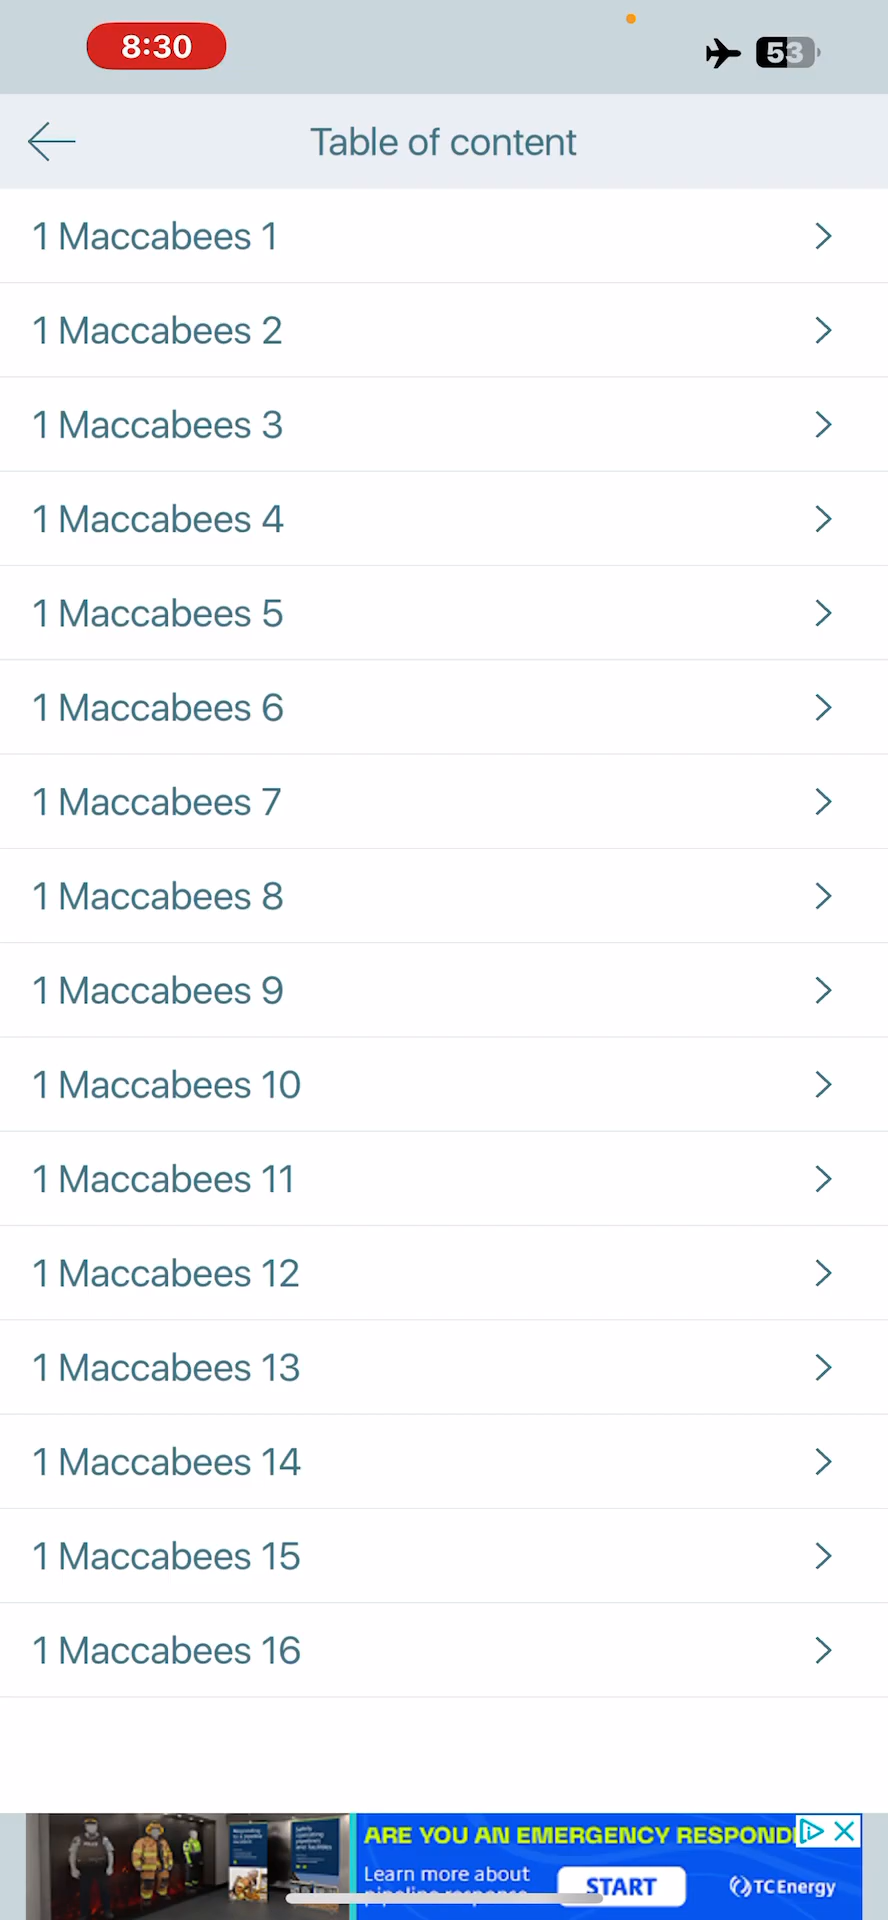 8:30
53
Table of content
1 Maccabees 1
1 Maccabees 2
1 Maccabees 3
1 Maccabees 4
1 Maccabees 5
1 Maccabees 6
1 Maccabees 7
1 Maccabees 8
1 Maccabees 9
1 Maccabees 10
1 Maccabees 11
1 Maccabees 12
1 Maccabees 13
1 Maccabees 14
1 Maccabees 15
1 Maccabees 16
ARE YOU AN EMERGENCY
Learn more about
START
TC Energy